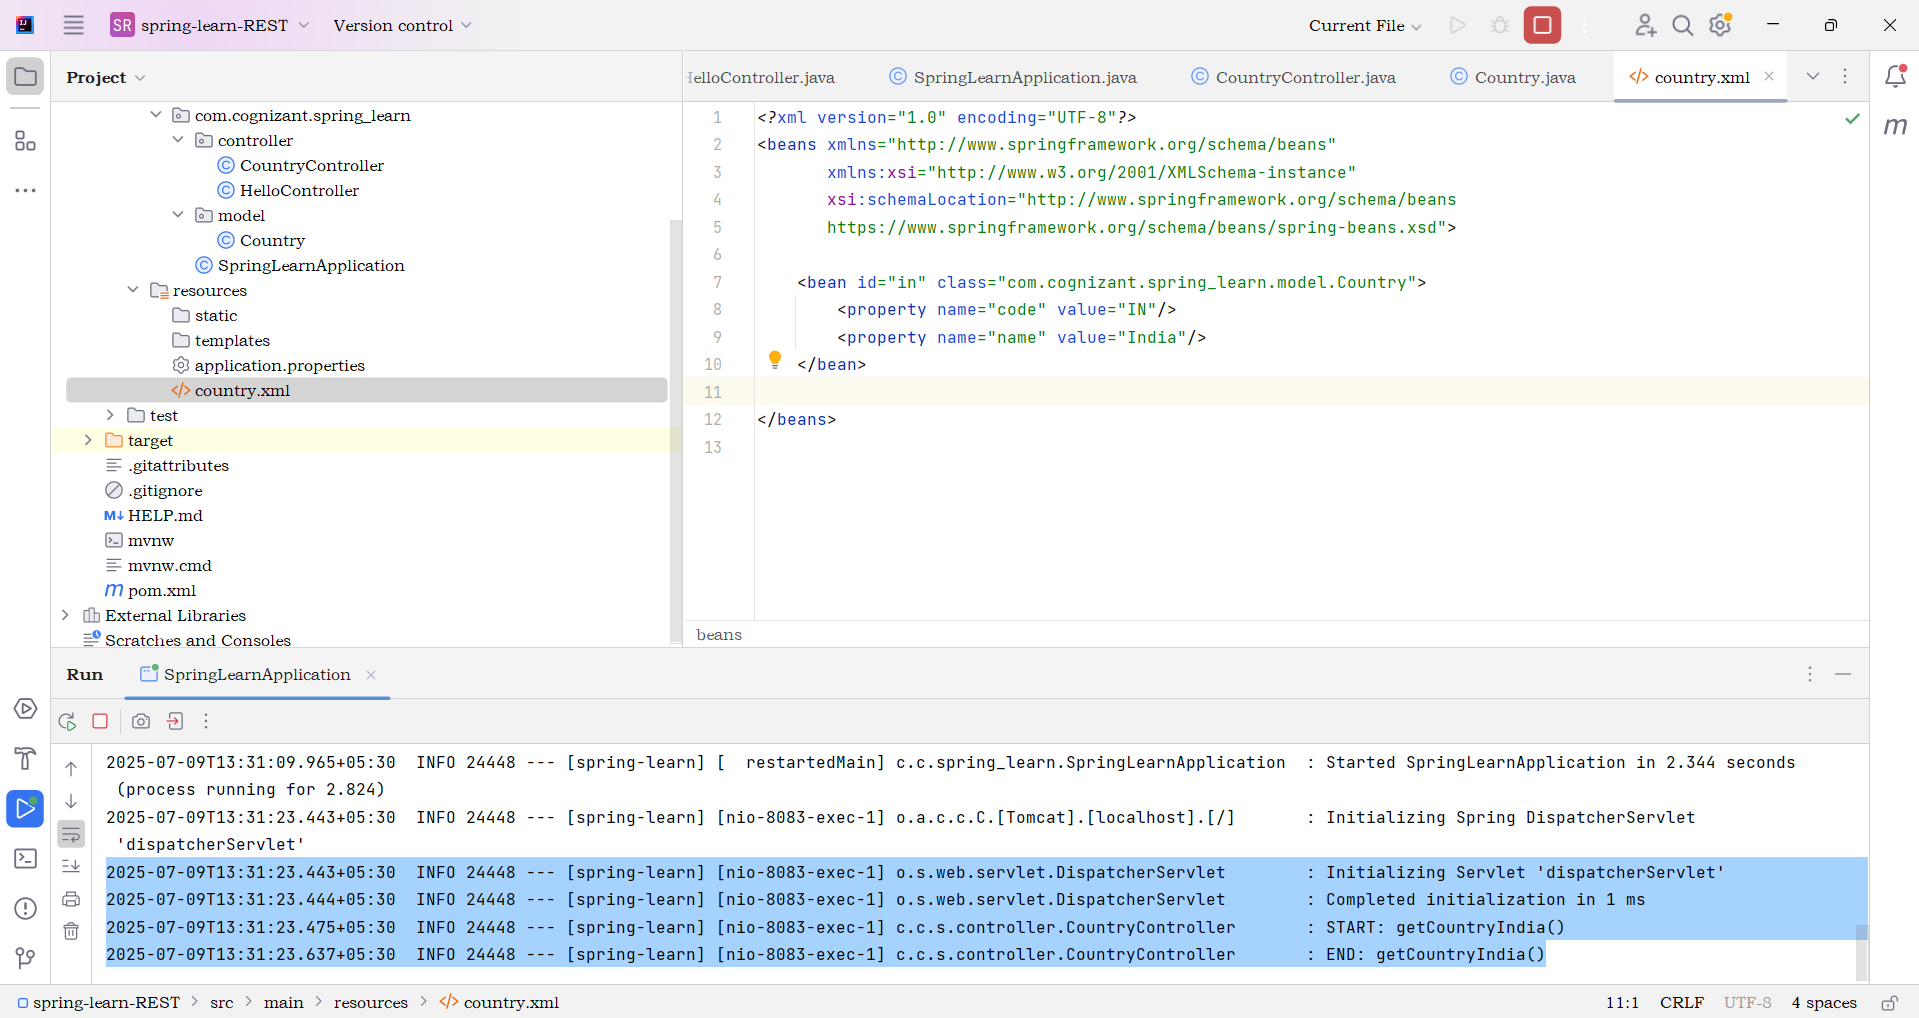 SR spring-learn-REST Version control Current File
Project
com.cognizant.spring_learn
controller
CountryController
HelloController
model
Country
SpringLearnApplication
resources
static
templates
application.properties
country.xml
test
target
.gitattributes
.gitignore
HELP.md
mvnw
mvnw.cmd
pom.xml
External Libraries
Scratches and Consoles
elloController.java SpringLearnApplication.java CountryController.java Country.java country.xml
1 <?xml version="1.0" encoding="UTF-8"?>
2 <beans xmlns="http://www.springframework.org/schema/beans"
3 xmlns:xsi="http://www.w3.org/2001/XMLSchema-instance"
4 xsi:schemaLocation="http://www.springframework.org/schema/beans
5 https://www.springframework.org/schema/beans/spring-beans.xsd">
6
7 <bean id="in" class="com.cognizant.spring_learn.model.Country">
8 <property name="code" value="IN"/>
9 <property name="name" value="India"/>
10 </bean>
11
12 </beans>
13
beans
Run SpringLearnApplication
2025-07-09T13:31:09.965+05:30 INFO 24448 --- [spring-learn] [ restartedMain] c.c.spring_learn.SpringLearnApplication : Started SpringLearnApplication in 2.344 seconds
(process running for 2.824)
2025-07-09T13:31:23.443+05:30 INFO 24448 --- [spring-learn] [nio-8083-exec-1] o.a.c.c.C.[Tomcat].[localhost].[/] : Initializing Spring DispatcherServlet
'dispatcherServlet'
2025-07-09T13:31:23.443+05:30 INFO 24448 --- [spring-learn] [nio-8083-exec-1] o.s.web.servlet.DispatcherServlet : Initializing Servlet 'dispatcherServlet'
2025-07-09T13:31:23.444+05:30 INFO 24448 --- [spring-learn] [nio-8083-exec-1] o.s.web.servlet.DispatcherServlet : Completed initialization in 1 ms
2025-07-09T13:31:23.475+05:30 INFO 24448 --- [spring-learn] [nio-8083-exec-1] c.c.s.controller.CountryController : START: getCountryIndia()
2025-07-09T13:31:23.637+05:30 INFO 24448 --- [spring-learn] [nio-8083-exec-1] c.c.s.controller.CountryController : END: getCountryIndia()
spring-learn-REST > src > main > resources > country.xml 11:1 CRLF UTF-8 4 spaces